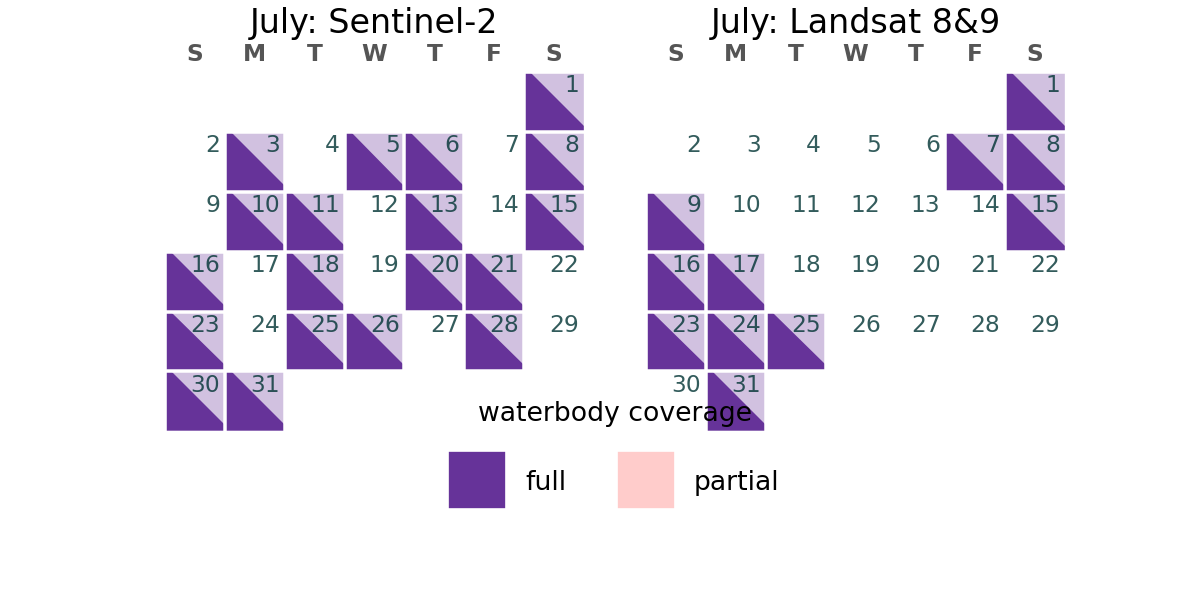 July: Sentinel-2
S M T W T F S
1
2 3 4 5 6 7 8
9 10 11 12 13 14 15
16 17 18 19 20 21 22
23 24 25 26 27 28 29
30 31
July: Landsat 8&9
S M T W T F S
1
2 3 4 5 6 7 8
9 10 11 12 13 14 15
16 17 18 19 20 21 22
23 24 25 26 27 28 29
30 31
waterbody coverage
full partial